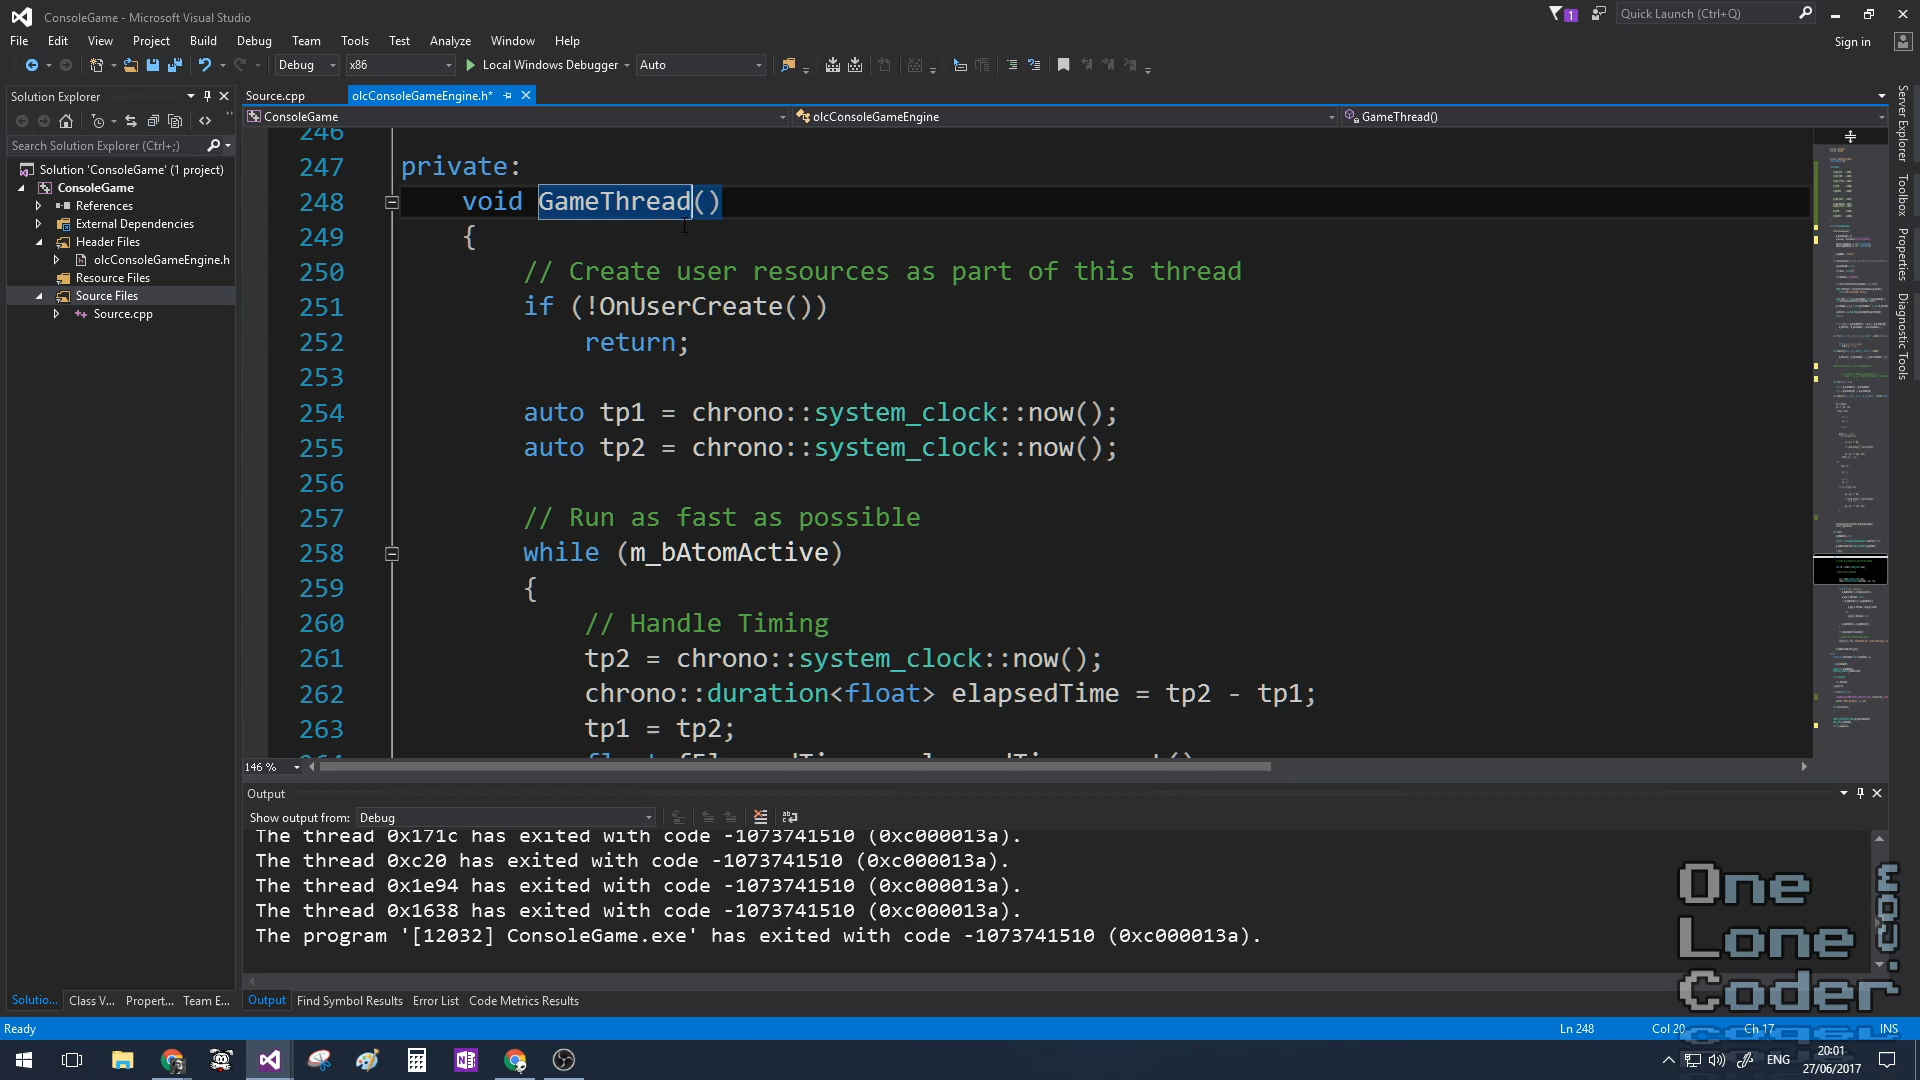 ConsoleGame - Microsoft Visual Studio
1
Quick Launch (Ctrl+Q)
File Edit View Project Build Debug Team Tools Test Analyze Window Help
Sign in
Debug x86 Local Windows Debugger Auto
Solution Explorer
Source.cpp olcConsoleGameEngine.h*
ConsoleGame olcConsoleGameEngine GameThread()
Search Solution Explorer (Ctrl+;)
Solution 'ConsoleGame' (1 project)
ConsoleGame
References
External Dependencies
Header Files
olcConsoleGameEngine.h
Resource Files
Source Files
Source.cpp
246
247 private:
248 void GameThread()
249 {
250 // Create user resources as part of this thread
251 if (!OnUserCreate())
252 return;
253
254 auto tp1 = chrono::system_clock::now();
255 auto tp2 = chrono::system_clock::now();
256
257 // Run as fast as possible
258 while (m_bAtomActive)
259 {
260 // Handle Timing
261 tp2 = chrono::system_clock::now();
262 chrono::duration<float> elapsedTime = tp2 - tp1;
263 tp1 = tp2;
146 %
Server Explorer
Toolbox
Properties
Diagnostic Tools
Output
Show output from: Debug
The thread 0x171c has exited with code -1073741510 (0xc000013a).
The thread 0xc20 has exited with code -1073741510 (0xc000013a).
The thread 0x1e94 has exited with code -1073741510 (0xc000013a).
The thread 0x1638 has exited with code -1073741510 (0xc000013a).
The program '[12032] ConsoleGame.exe' has exited with code -1073741510 (0xc000013a).
One
Lone
Coder
.com
Solutio... Class V... Propert... Team E...
Output Find Symbol Results Error List Code Metrics Results
Ready Ln 248 Col 20 Ch 17 INS
ENG
20:01
27/06/2017